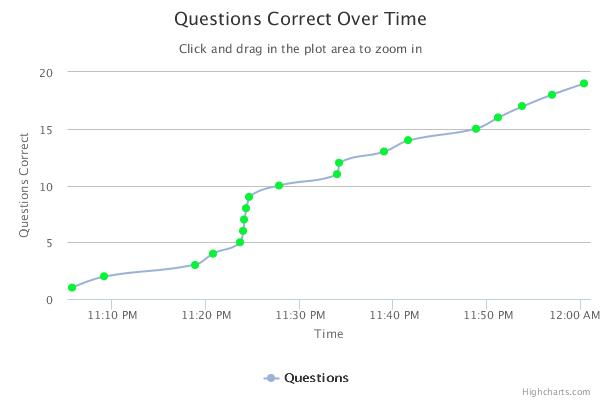 Questions Correct Over Time
Click and drag in the plot area to zoom in
20
15
10
5
0
Questions Correct
11:10 PM 11:20 PM 11:30 PM 11:40 PM 11:50 PM 12:00 AM
Time
Questions
Highcharts.com